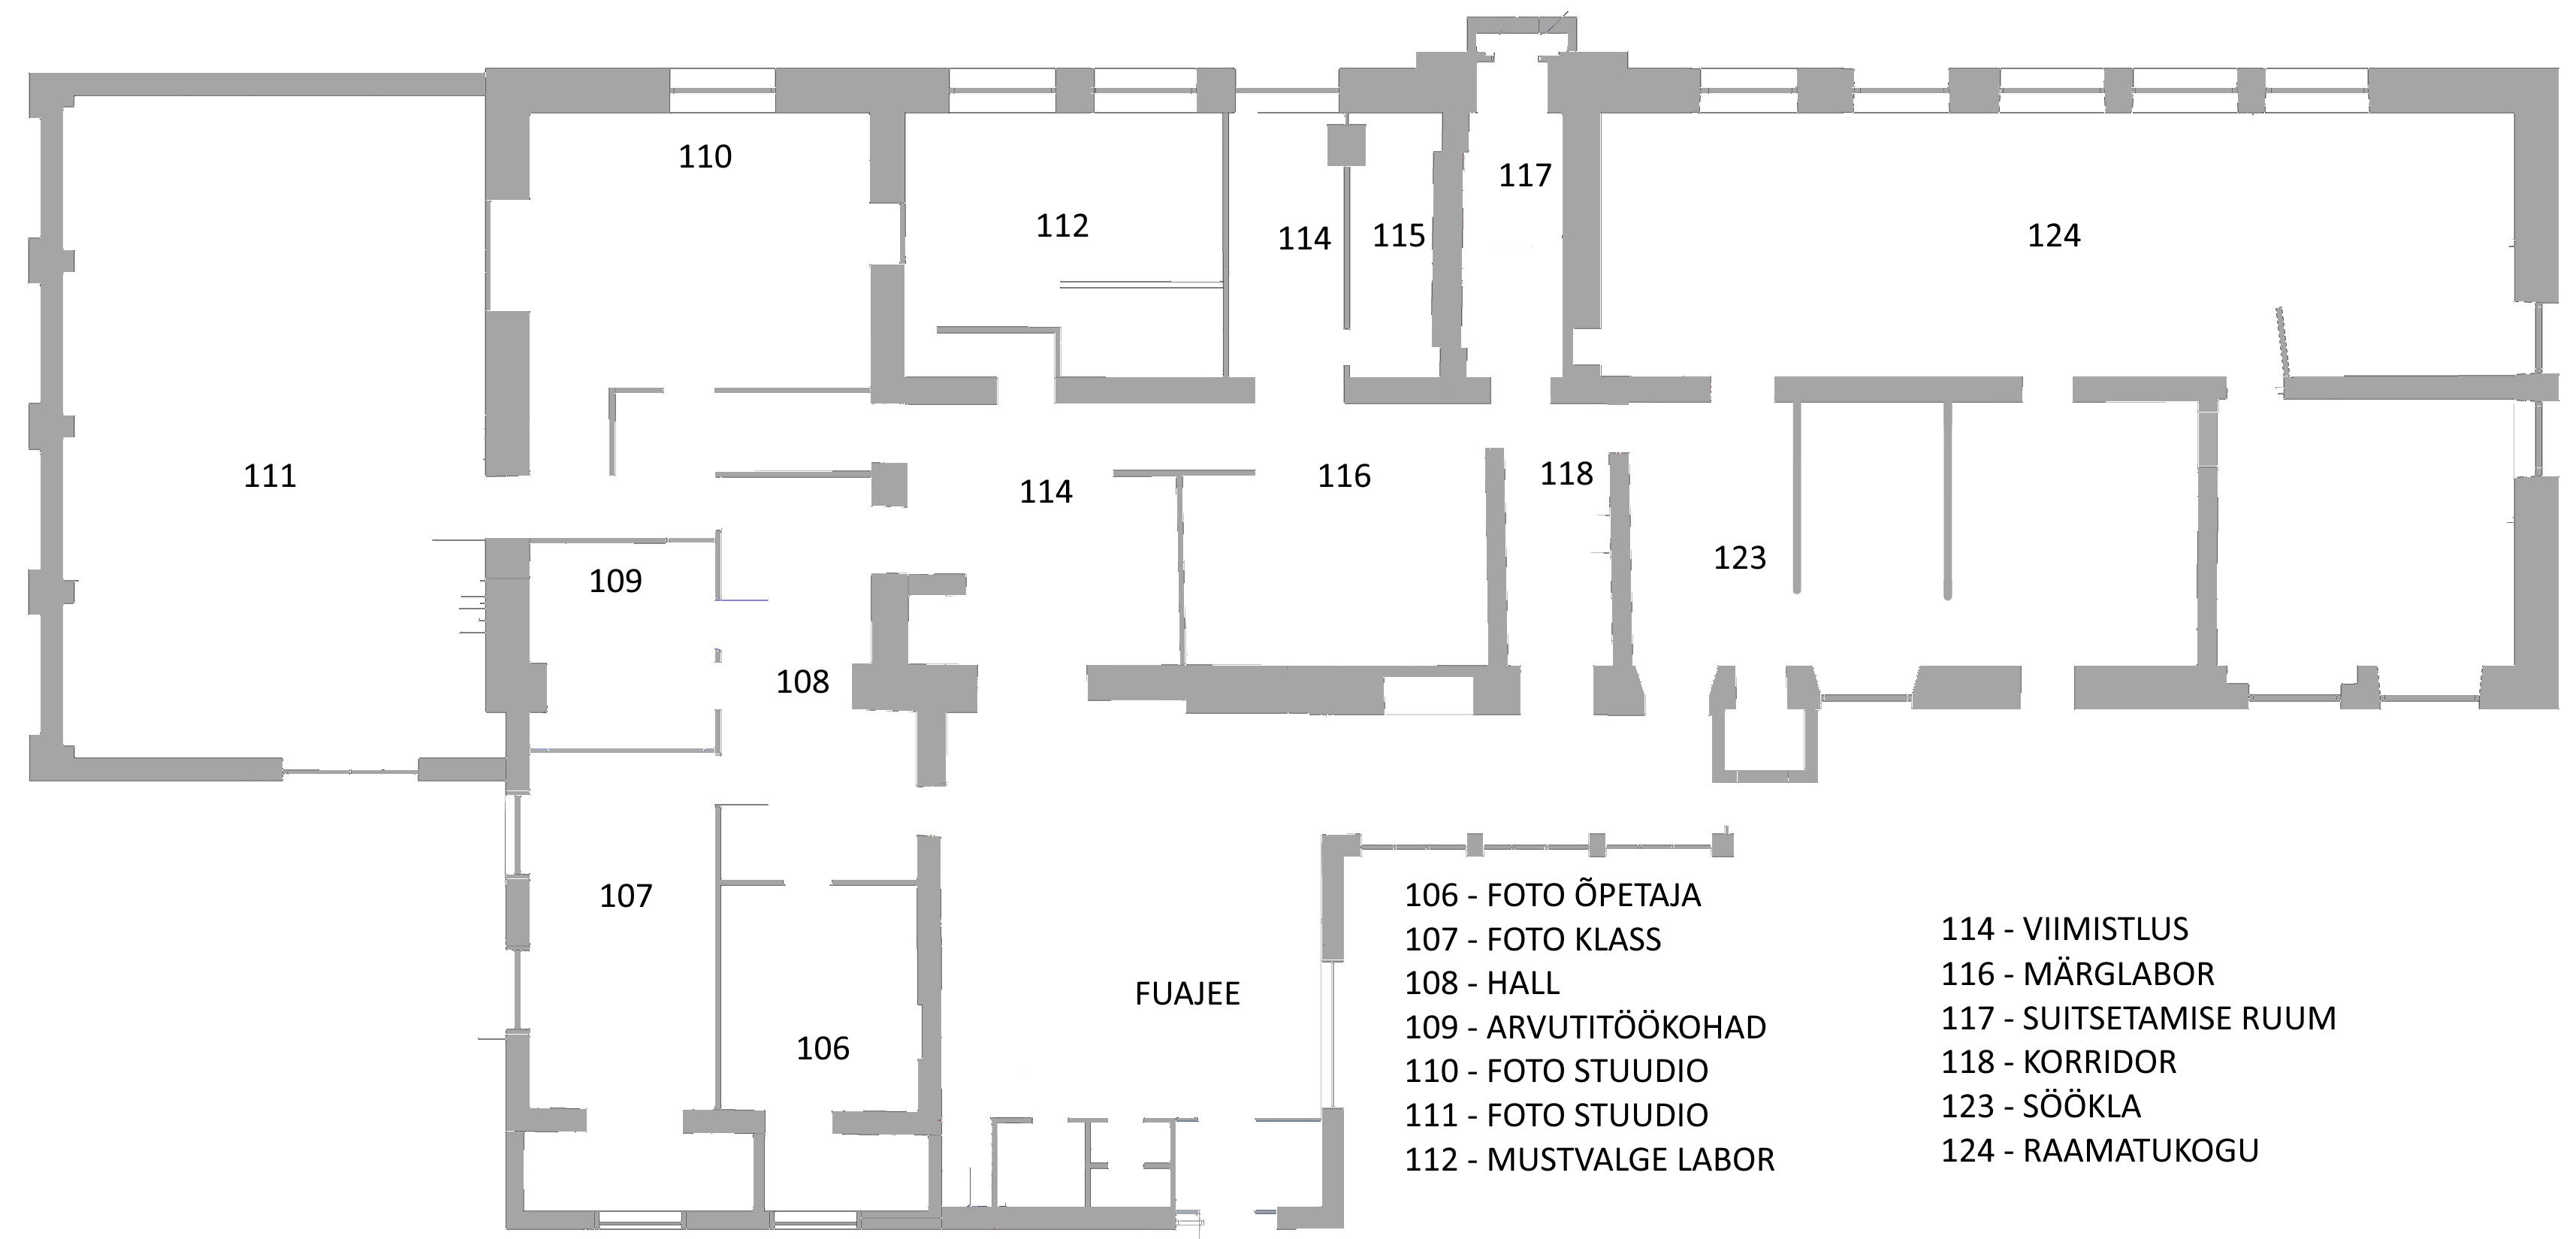 110
117
112
114
115
124
111
114
116
118
109
123
108
107
106
FUAJEE
106 - FOTO ÕPETAJA
107 - FOTO KLASS
108 - HALL
109 - ARVUTITÖÖKOHAD
110 - FOTO STUUDIO
111 - FOTO STUUDIO
112 - MUSTVALGE LABOR
114 - VIIMISTLUS
116 - MÄRGLABOR
117 - SUITSETAMISE RUUM
118 - KORRIDOR
123 - SÖÖKLA
124 - RAAMATUKOGU